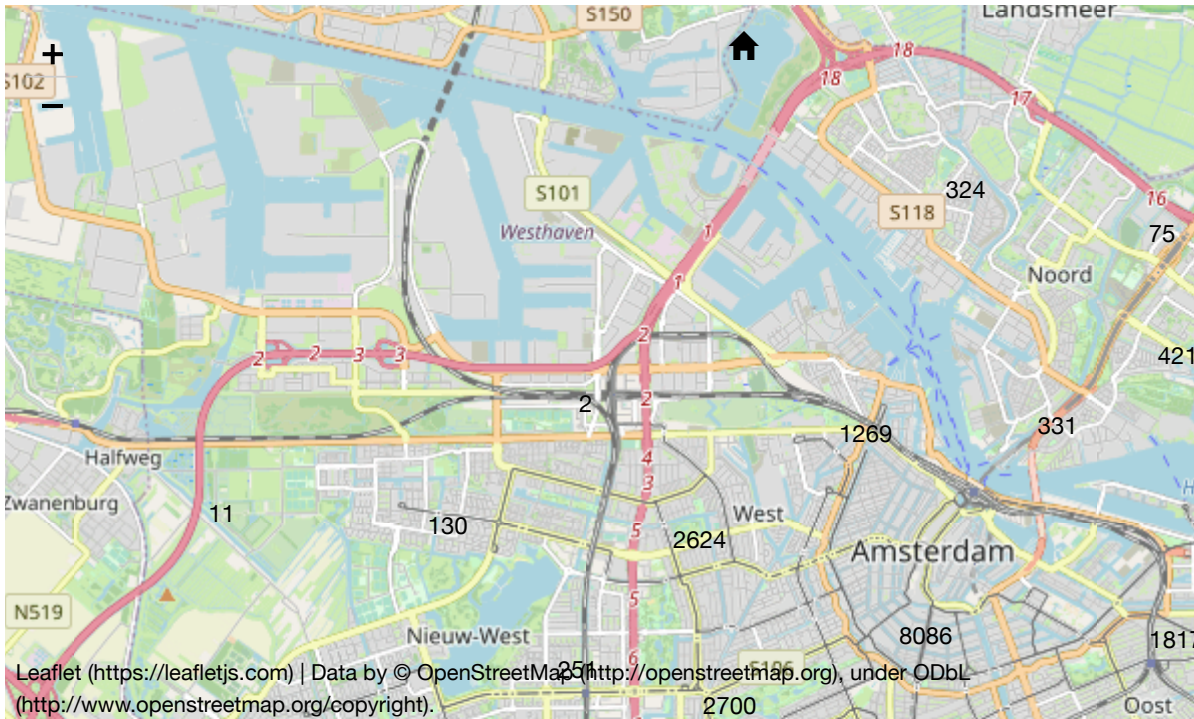 Landsmeer
S150
+
18
S102
18
−
17
324
S101
16
S118
75
1
Westhaven
Noord
1
2
2
2
3
3
421
2
2
331
1269
4
Halfweg
3
Zwanenburg
11
West
130
5
2624
Amsterdam
5
N519
8086
Nieuw-West
1817
6
S106
251
Leaflet (https://leafletjs.com) | Data by © OpenStreetMap (http://openstreetmap.org), under ODbL
(http://www.openstreetmap.org/copyright).
2700
Oost